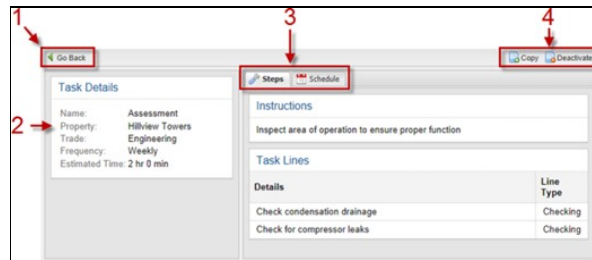 1
3
4
Go Back
Copy Deactivate
Task Details
Steps Schedule
Instructions
Inspect area of operation to ensure proper function
2
Name: Assessment
Property: Hillview Towers
Trade: Engineering
Frequency: Weekly
Estimated Time: 2 hr 0 min
Task Lines
Details Line Type
Check condensation drainage Checking
Check for compressor leaks Checking